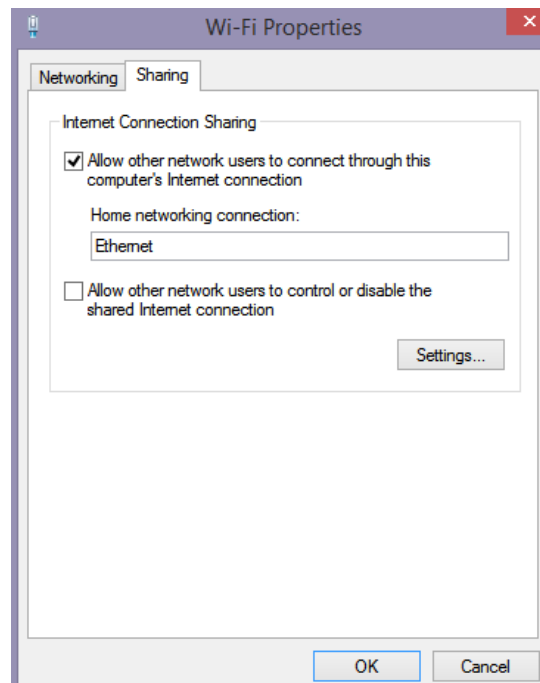 Wi-Fi Properties
Networking
Sharing
Internet Connection Sharing
Allow other network users to connect through this
computer's Internet connection
Home networking connection:
Ethernet
Allow other network users to control or disable the
shared Internet connection
Settings...
OK
Cancel